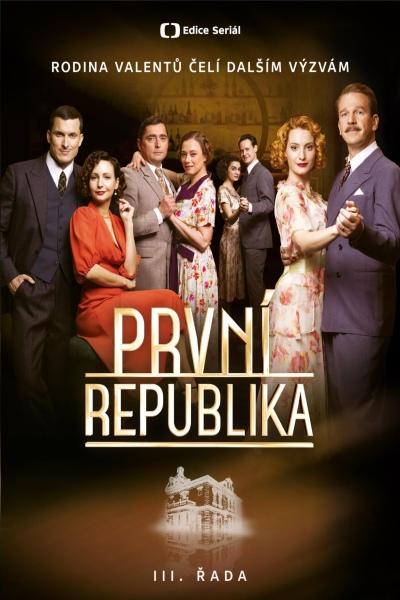 Edice Seriál
RODINA VALENTŮ ČELÍ DALŠÍM VÝZVÁM
PRVNÍ
REPUBLIKA
III. ŘADA